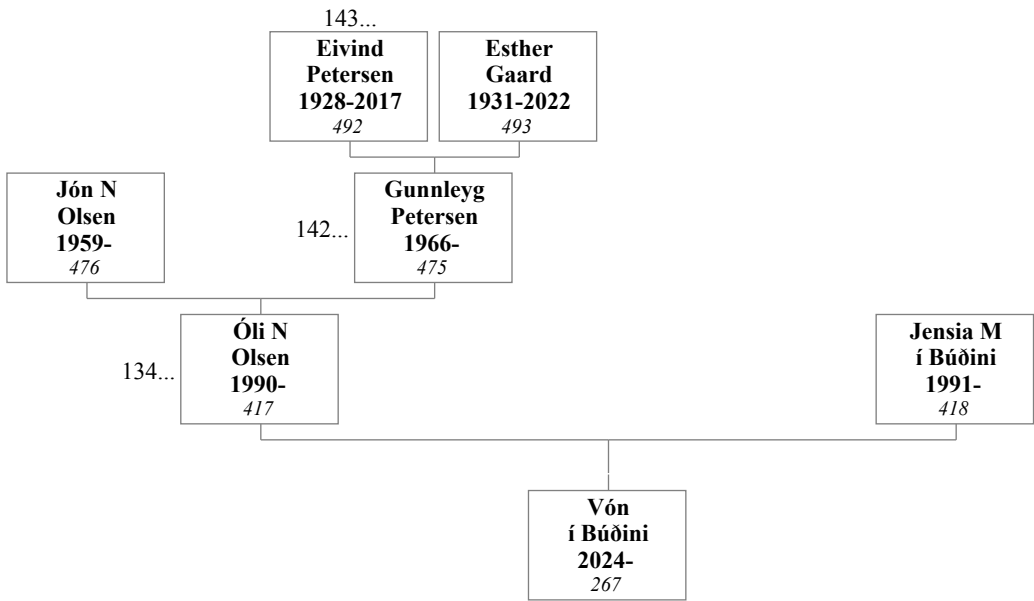 143...
Eivind
Petersen
1928-2017
492
Esther
Gaard
1931-2022
493
Jón N
Olsen
1959-
476
142...
Gunnleyg
Petersen
1966-
475
134...
Óli N
Olsen
1990-
417
Jensia M
í Búðini
1991-
418
Vón
í Búðini
2024-
267